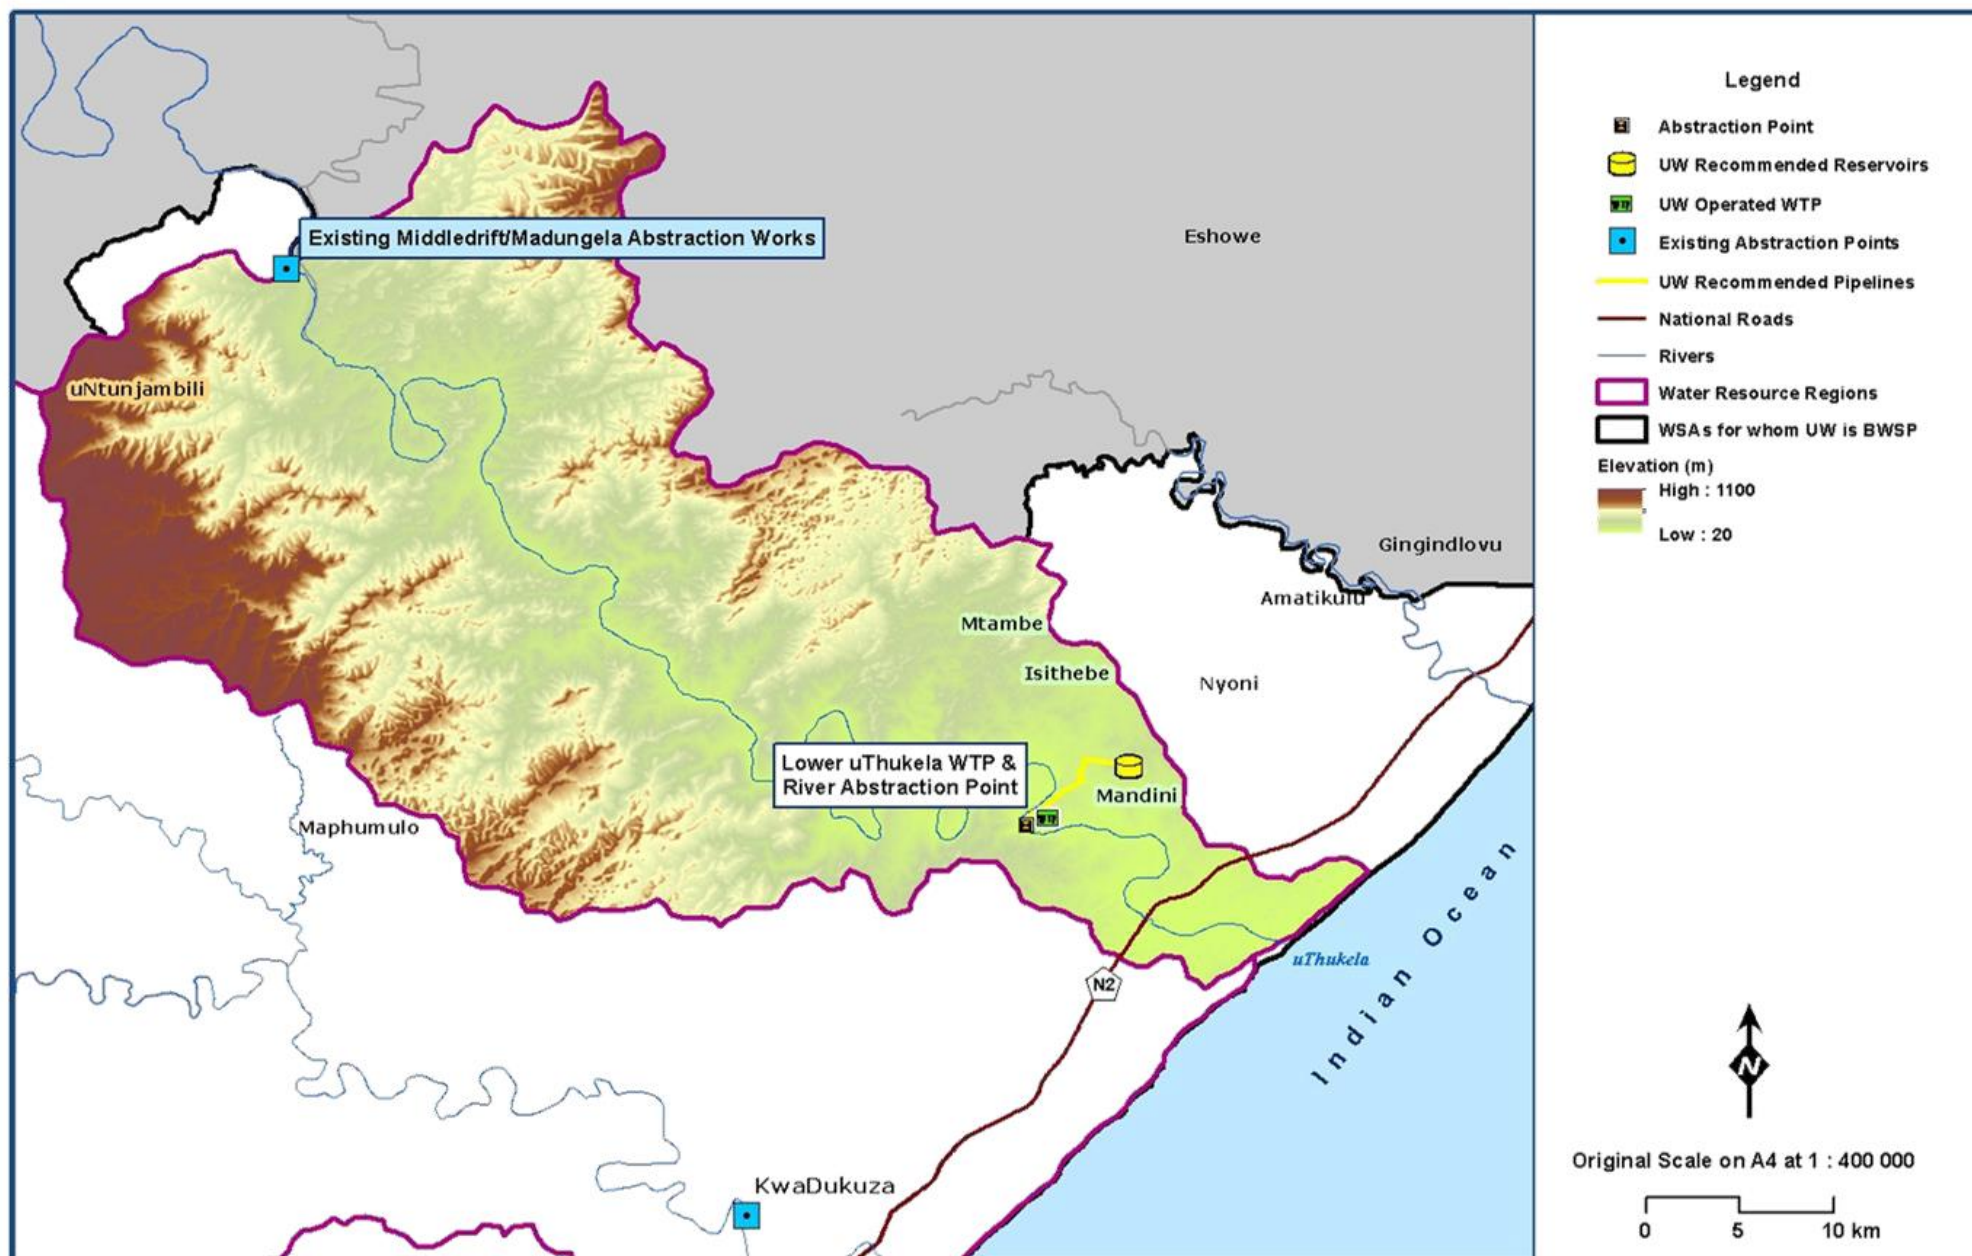 Existing Middledrift/Madungela Abstraction Works
Eshowe
uNtunjambili
Gingindlovu
Amatikulu
Mtambe
Isithebe
Nyoni
Lower uThukela WTP &
River Abstraction Point
Mandini
Maphumulo
uThukela
N2
Indian Ocean
KwaDukuza
Legend
Abstraction Point
UW Recommended Reservoirs
WTP
UW Operated WTP
Existing Abstraction Points
UW Recommended Pipelines
National Roads
Rivers
Water Resource Regions
WSAs for whom UW is BWSP
Elevation (m)
High : 1100
Low : 20
N
Original Scale on A4 at 1 : 400 000
0 5 10 km